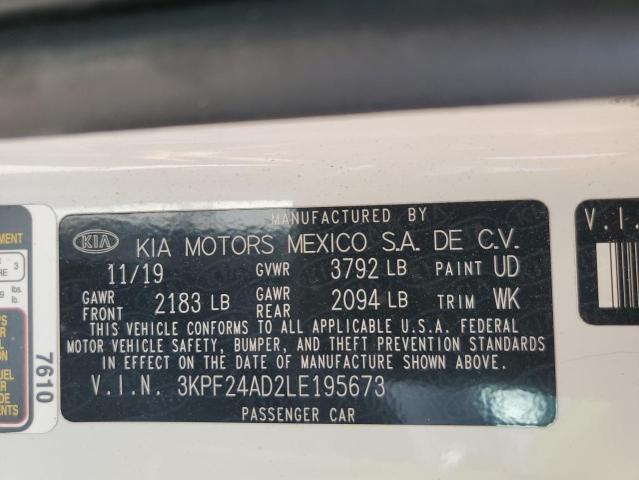 MANUFACTURED BY
KIA KIA MOTORS MEXICO S.A. DE C.V.
11/19 GVWR 3792 LB PAINT UD
GAWR FRONT 2183 LB GAWR REAR 2094 LB TRIM WK
THIS VEHICLE CONFORMS TO ALL APPLICABLE U.S.A. FEDERAL
MOTOR VEHICLE SAFETY, BUMPER, AND THEFT PREVENTION STANDARDS
IN EFFECT ON THE DATE OF MANUFACTURE SHOWN ABOVE.
V.I.N. 3KPF24AD2LE195673
PASSENGER CAR
7610
3
lbs.
V.I.